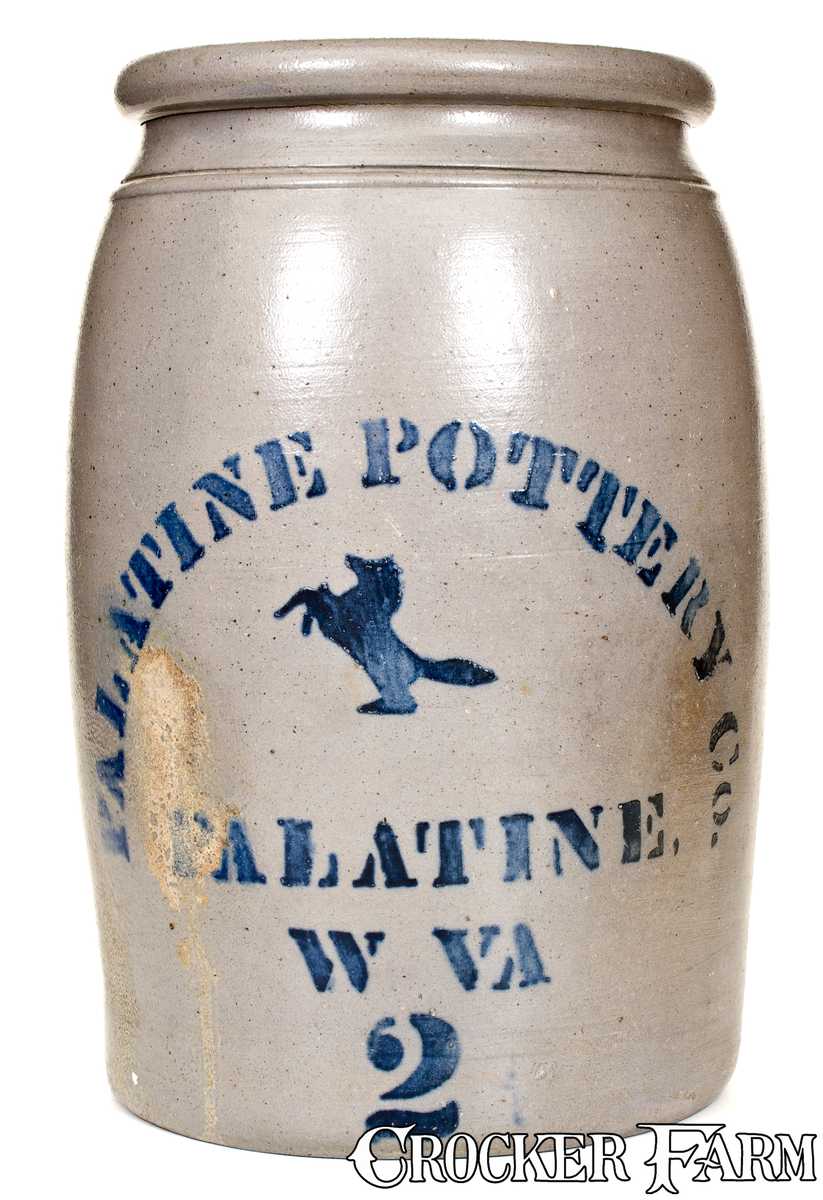 PALATINE POTTERY CO.
PALATINE.
W VA
2
CROCKER FARM